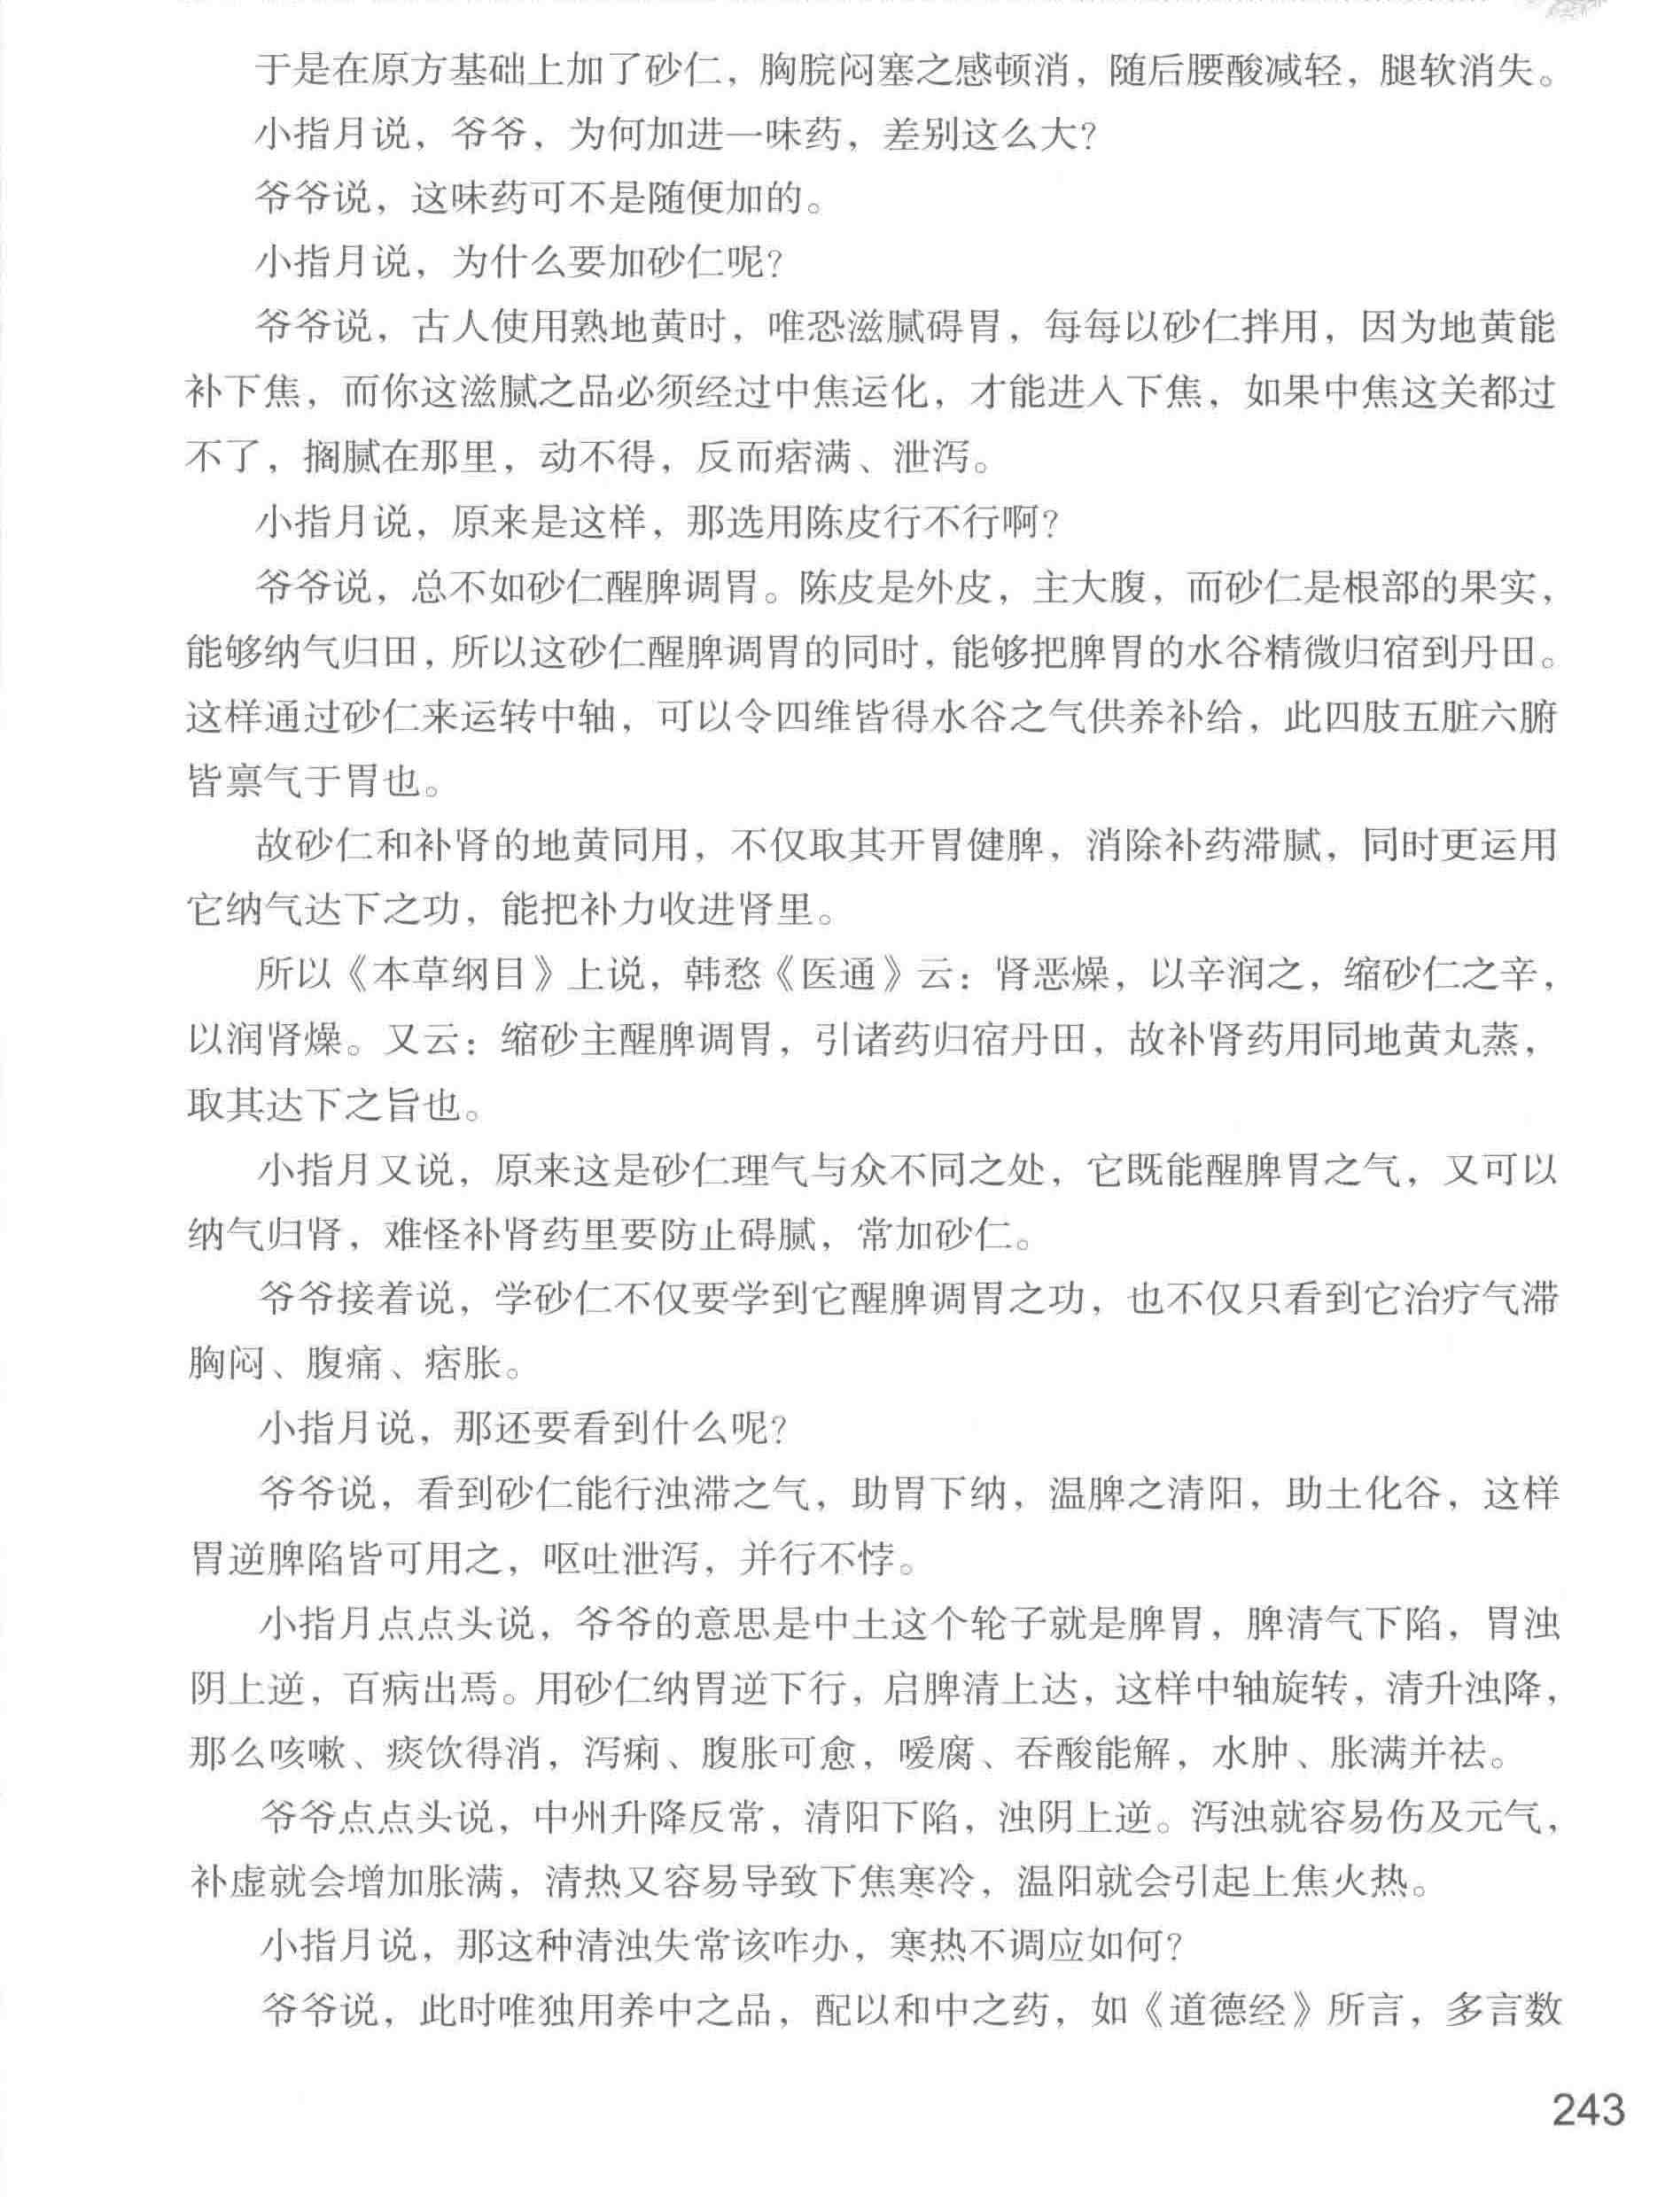 于是在原方基础上加了砂仁，胸脘闷塞之感顿消，随后腰酸减轻，腿软消失。
小指月说，爷爷，为何加进一味药，差别这么大？
爷爷说，这味药可不是随便加的。
小指月说，为什么要加砂仁呢？
爷爷说，古人使用熟地黄时，唯恐滋腻碍胃，每每以砂仁拌用，因为地黄能
补下焦，而你这滋腻之品必须经过中焦运化，才能进入下焦，如果中焦这关都过
不了，搁腻在那里，动不得，反而痞满、泄泻。
小指月说，原来是这样，那选用陈皮行不行啊？
爷爷说，总不如砂仁醒脾调胃。陈皮是外皮，主大腹，而砂仁是根部的果实，
能够纳气归田，所以这砂仁醒脾调胃的同时，能够把脾胃的水谷精微归宿到丹田。
这样通过砂仁来运转中轴，可以令四维皆得水谷之气供养补给，此四肢五脏六腑
皆禀气于胃也。
故砂仁和补肾的地黄同用，不仅取其开胃健脾，消除补药滞腻，同时更运用
它纳气达下之功，能把补力收进肾里。
所以《本草纲目》上说，韩愁《医通》云：肾恶燥，以辛润之，缩砂仁之辛，
以润肾燥。又云：缩砂主醒脾调胃，引诸药归宿丹田，故补肾药用同地黄丸蒸，
取其达下之旨也。
小指月又说，原来这是砂仁理气与众不同之处，它既能醒脾胃之气，又可以
纳气归肾，难怪补肾药里要防止碍腻，常加砂仁。
爷爷接着说，学砂仁不仅要学到它醒脾调胃之功，也不仅只看到它治疗气滞
胸闷、腹痛、痞胀。
小指月说，那还要看到什么呢？
爷爷说，看到砂仁能行浊滞之气，助胃下纳，温脾之清阳，助土化谷，这样
胃逆脾陷皆可用之，呕吐泄泻，并行不悖。
小指月点点头说，爷爷的意思是中土这个轮子就是脾胃，脾清气下陷，胃浊
阴上逆，百病出焉。用砂仁纳胃逆下行，启脾清上达，这样中轴旋转，清升浊降，
那么咳嗽、痰饮得消，泻痢、腹胀可愈，嗳腐、吞酸能解，水肿、胀满并祛。
爷爷点点头说，中州升降反常，清阳下陷，浊阴上逆。泻浊就容易伤及元气，
补虚就会增加胀满，清热又容易导致下焦寒冷，温阳就会引起上焦火热。
小指月说，那这种清浊失常该咋办，寒热不调应如何？
爷爷说，此时唯独用养中之品，配以和中之药，如《道德经》所言，多言数
243